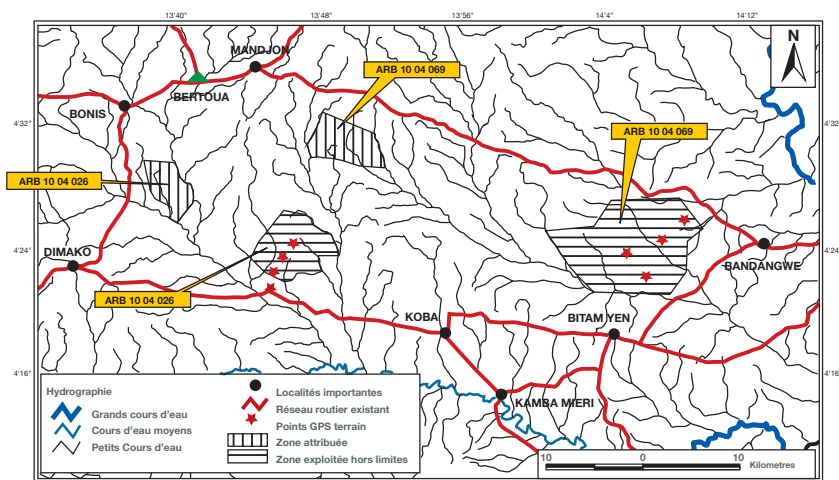 13°40' 13°48' 13°56' 14°4' 14°12'
MANDJON
N
ARB 10 04 069
BERTOUA
BONIS
4°32'
4°32'
ARB 10 04 069
ARB 10 04 026
4°24'
4°24'
DIMAKO
BANDANGWE
ARB 10 04 026
KOBA
BITAM YEN
4°16'
4°16'
KAMBA MIERI
Hydrographie
Grands cours d'eau
Cours d'eau moyens
Petits Cours d'eau
Localités importantes
Réseau routier existant
Points GPS terrain
Zone attribuée
Zone exploitée hors limites
10 0 10
Kilometres